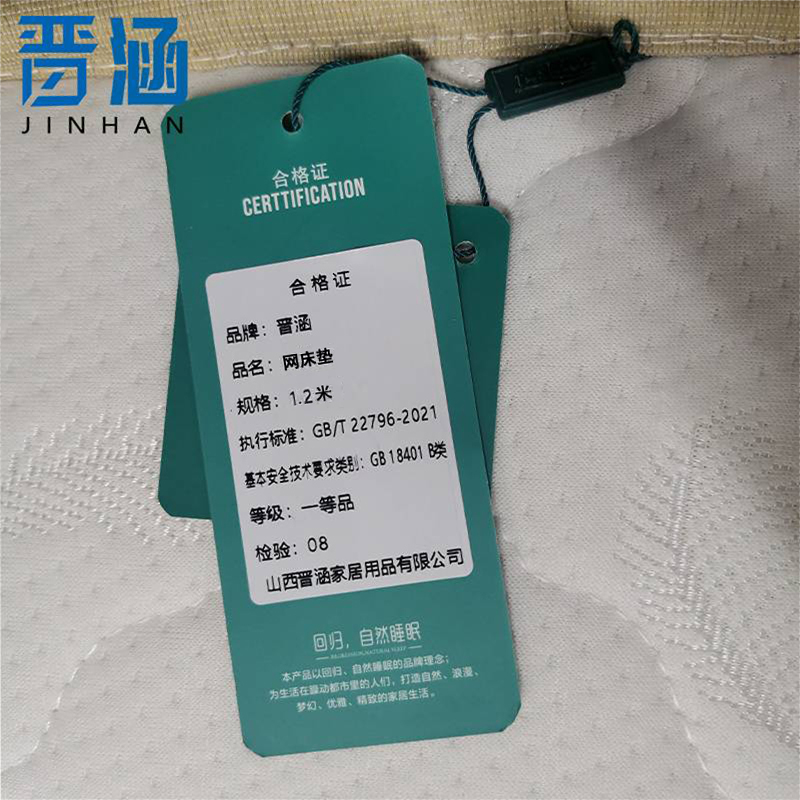 晋涵
JINHAN
合格证
CERTTIFICATION
合格证
品牌：晋涵
品名：网床垫
规格：1.2米
执行标准：GB/T 22796-2021
基本安全技术要求类别：GB 18401 B类
等级：一等品
检验：08
山西晋涵家居用品有限公司
回归，自然睡眠
本产品以回归、自然睡眠的品牌理念；
为生活在躁动都市里的人们，打造自然、浪漫、
梦幻、优雅、精致的家居生活。